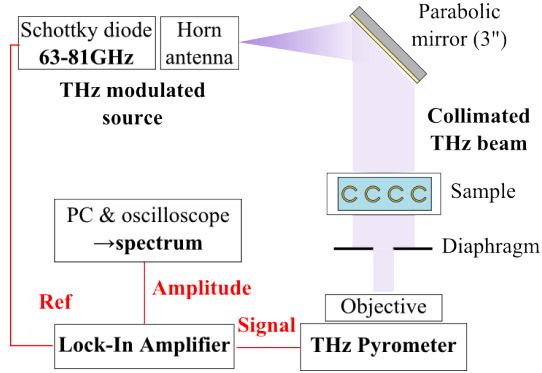 Schottky diode
63-81GHz
Horn
antenna
THz modulated
source
Parabolic
mirror (3")
Collimated
THz beam
Sample
PC & oscilloscope
→spectrum
Diaphragm
Ref
Amplitude
Objective
Signal
Lock-In Amplifier
THz Pyrometer